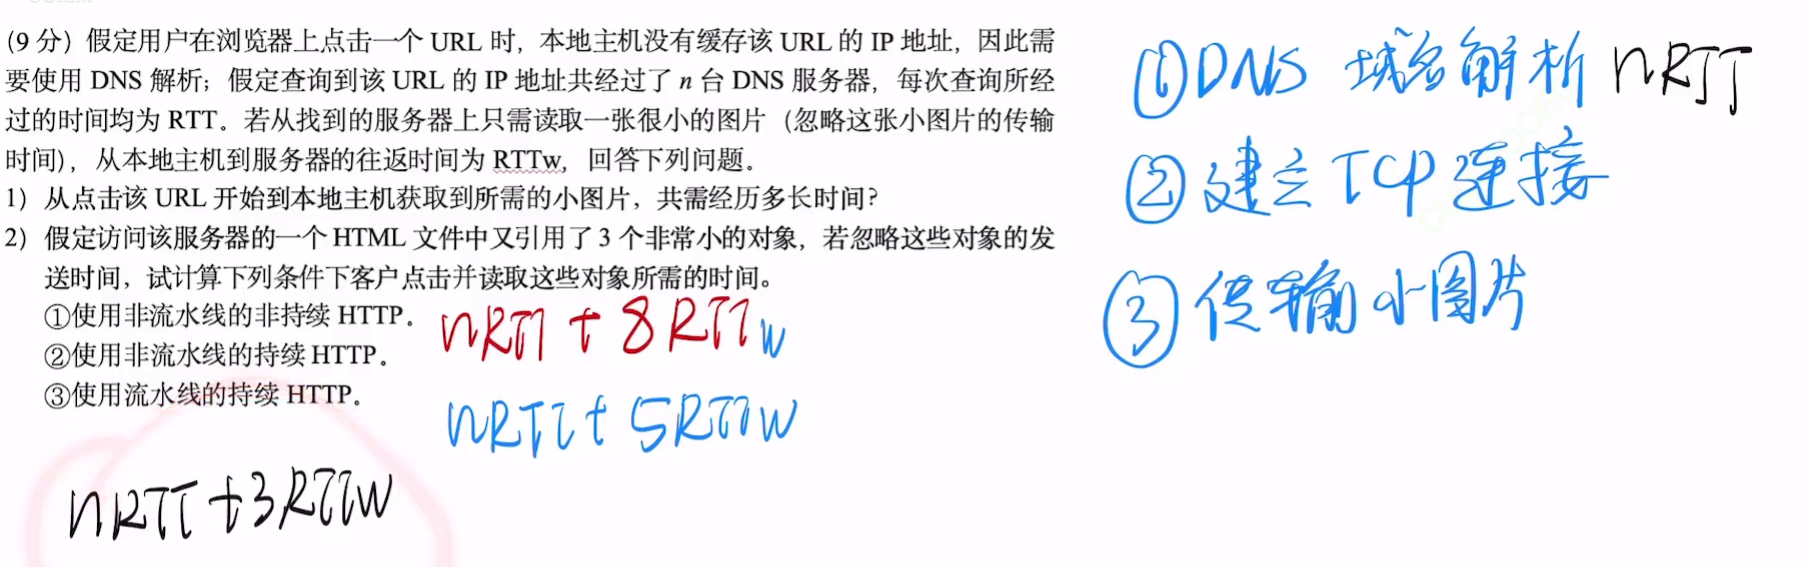 (9 分) 假定用户在浏览器上点击一个 URL 时，本地主机没有缓存该 URL 的 IP 地址，因此需
要使用 DNS 解析；假定查询到该 URL 的 IP 地址共经过了 n 台 DNS 服务器，每次查询所经
过的时间均为 RTT。若从找到的服务器上只需读取一张很小的图片（忽略这张小图片的传输
时间），从本地主机到服务器的往返时间为 RTTw，回答下列问题。
1）从点击该 URL 开始到本地主机获取到所需的小图片，共需经历多长时间？
2）假定访问该服务器的一个 HTML 文件中又引用了 3 个非常小的对象，若忽略这些对象的发
送时间，试计算下列条件下客户点击并读取这些对象所需的时间。
①使用非流水线的非持续 HTTP。
②使用非流水线的持续 HTTP。
③使用流水线的持续 HTTP。
nRTT + 8RTTw
nRTT + 5RTTw
nRTT + 3RTTw
①DNS 域名解析 nRTT
②建立TCP连接
③传输小图片